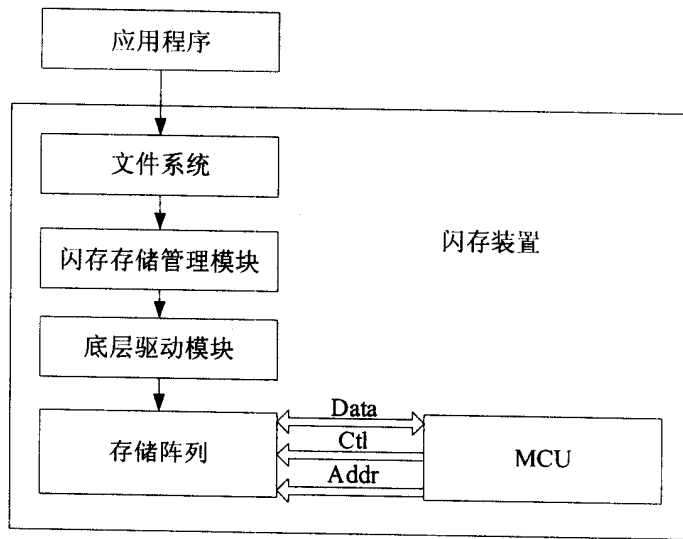 应用程序
文件系统
闪存存储管理模块
闪存装置
底层驱动模块
存储阵列
Data
Ctl
Addr
MCU